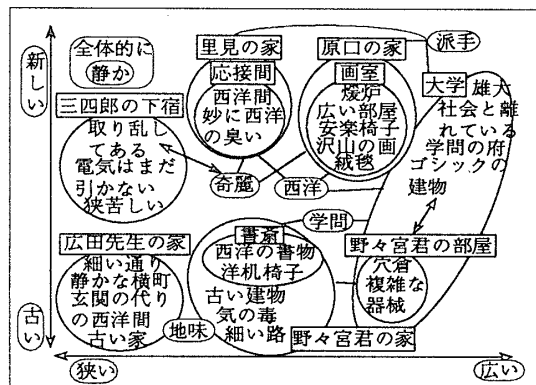 新しい
古い
狭い
広い
全体的に
静か
里見の家
応接間
西洋間
妙に西洋
の臭い
原口の家
画室
煖炉
広い部屋
安楽椅子
沢山の画
絨毯
派手
大学
雄大
社会と離
れている
学問の府
ゴシックの
建物
三四郎の下宿
取り乱し
てある
電気はまだ
引かない
狭苦しい
奇麗
西洋
学問
広田先生の家
細い通り
静かな横町
玄関の代り
の西洋間
古い家
地味
書斎
西洋の書物
洋机椅子
古い建物
気の毒
細い路
野々宮君の家
野々宮君の部屋
穴倉
複雑な
器械